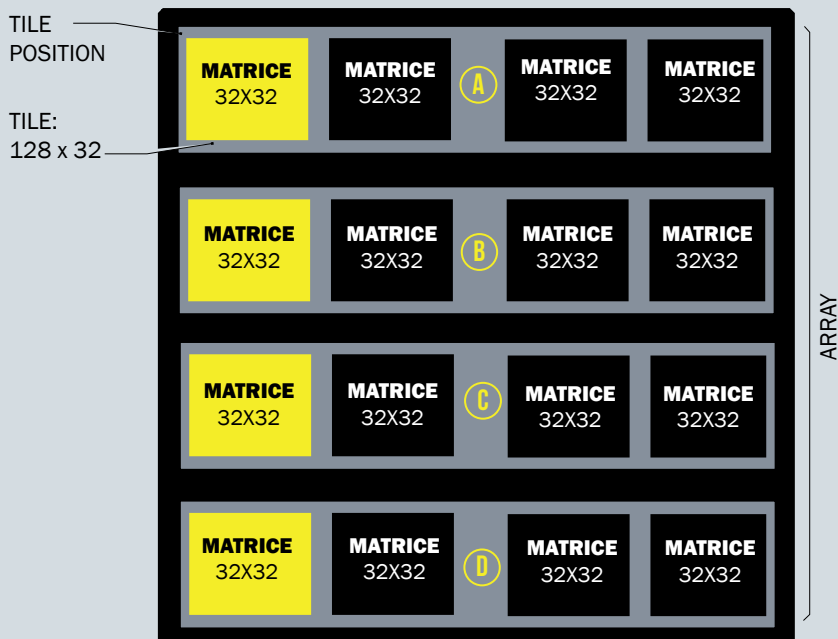 TILE
POSITION
TILE:
128 x 32
MATRICE
32X32
MATRICE
32X32
A
MATRICE
32X32
MATRICE
32X32
MATRICE
32X32
MATRICE
32X32
B
MATRICE
32X32
MATRICE
32X32
MATRICE
32X32
MATRICE
32X32
C
MATRICE
32X32
MATRICE
32X32
MATRICE
32X32
MATRICE
32X32
D
MATRICE
32X32
MATRICE
32X32
ARRAY